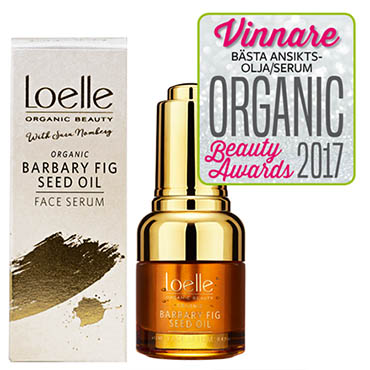 Loelle
ORGANIC BEAUTY
With Sara Nomberg
ORGANIC
BARBARY FIG
SEED OIL
FACE SERUM
Vinnare
BÄSTA ANSIKTS-
OLJA/SERUM
ORGANIC
Beauty
Awards 2017
Loelle
ORGANIC BEAUTY
BARBARY FIG
SEED OIL